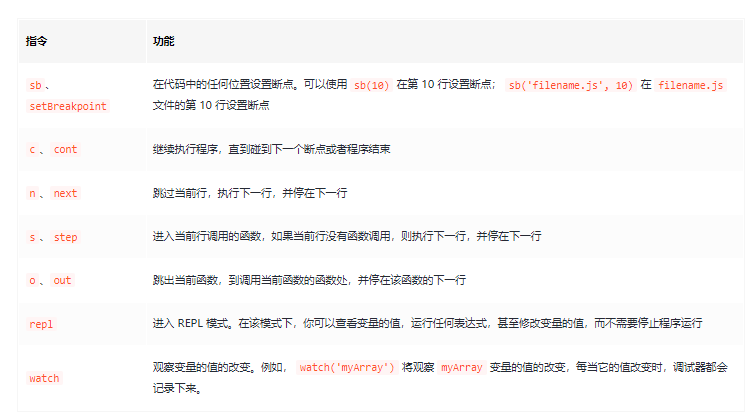 指令 功能
sb 、 在代码中的任何位置设置断点。可以使用 sb(10) 在第 10 行设置断点； sb('filename.js', 10) 在 filename.js
setBreakpoint 文件的第 10 行设置断点
c 、 cont 继续执行程序，直到碰到下一个断点或者程序结束
n 、 next 跳过当前行，执行下一行，并停在下一行
s 、 step 进入当前行调用的函数，如果当前行没有函数调用，则执行下一行，并停在下一行
o 、 out 跳出当前函数，到调用当前函数的函数处，并停在该函数的下一行
repl 进入 REPL 模式。在该模式下，你可以查看变量的值，运行任何表达式，甚至修改变量的值，而不需要停止程序运行
watch 观察变量的值的改变。例如， watch('myArray') 将观察 myArray 变量的值的改变，每当它的值改变时，调试器都会
记录下来。